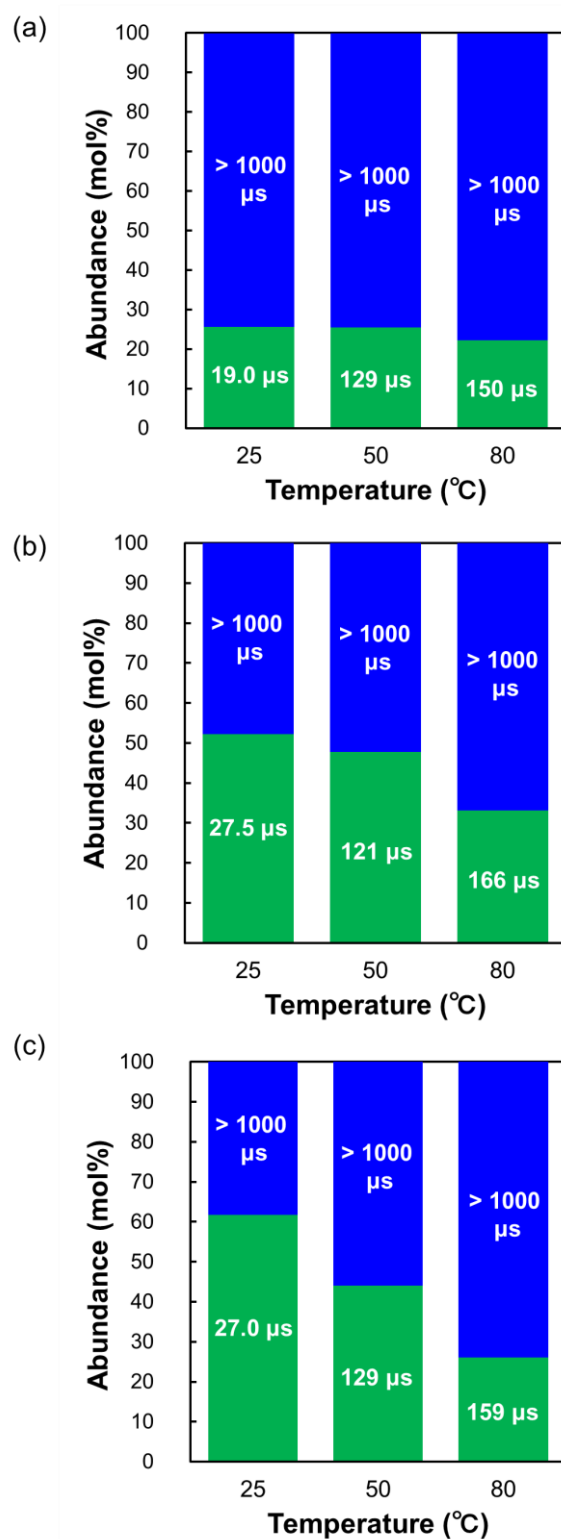 (a)
Abundance (mol%)
100
90
80
70
60
50
40
30
20
10
0
> 1000
µs
> 1000
µs
> 1000
µs
19.0 µs
129 µs
150 µs
25
50
80
Temperature (℃)
(b)
Abundance (mol%)
100
90
80
70
60
50
40
30
20
10
0
> 1000
µs
> 1000
µs
> 1000
µs
27.5 µs
121 µs
166 µs
25
50
80
Temperature (℃)
(c)
Abundance (mol%)
100
90
80
70
60
50
40
30
20
10
0
> 1000
µs
> 1000
µs
> 1000
µs
27.0 µs
129 µs
159 µs
25
50
80
Temperature (℃)